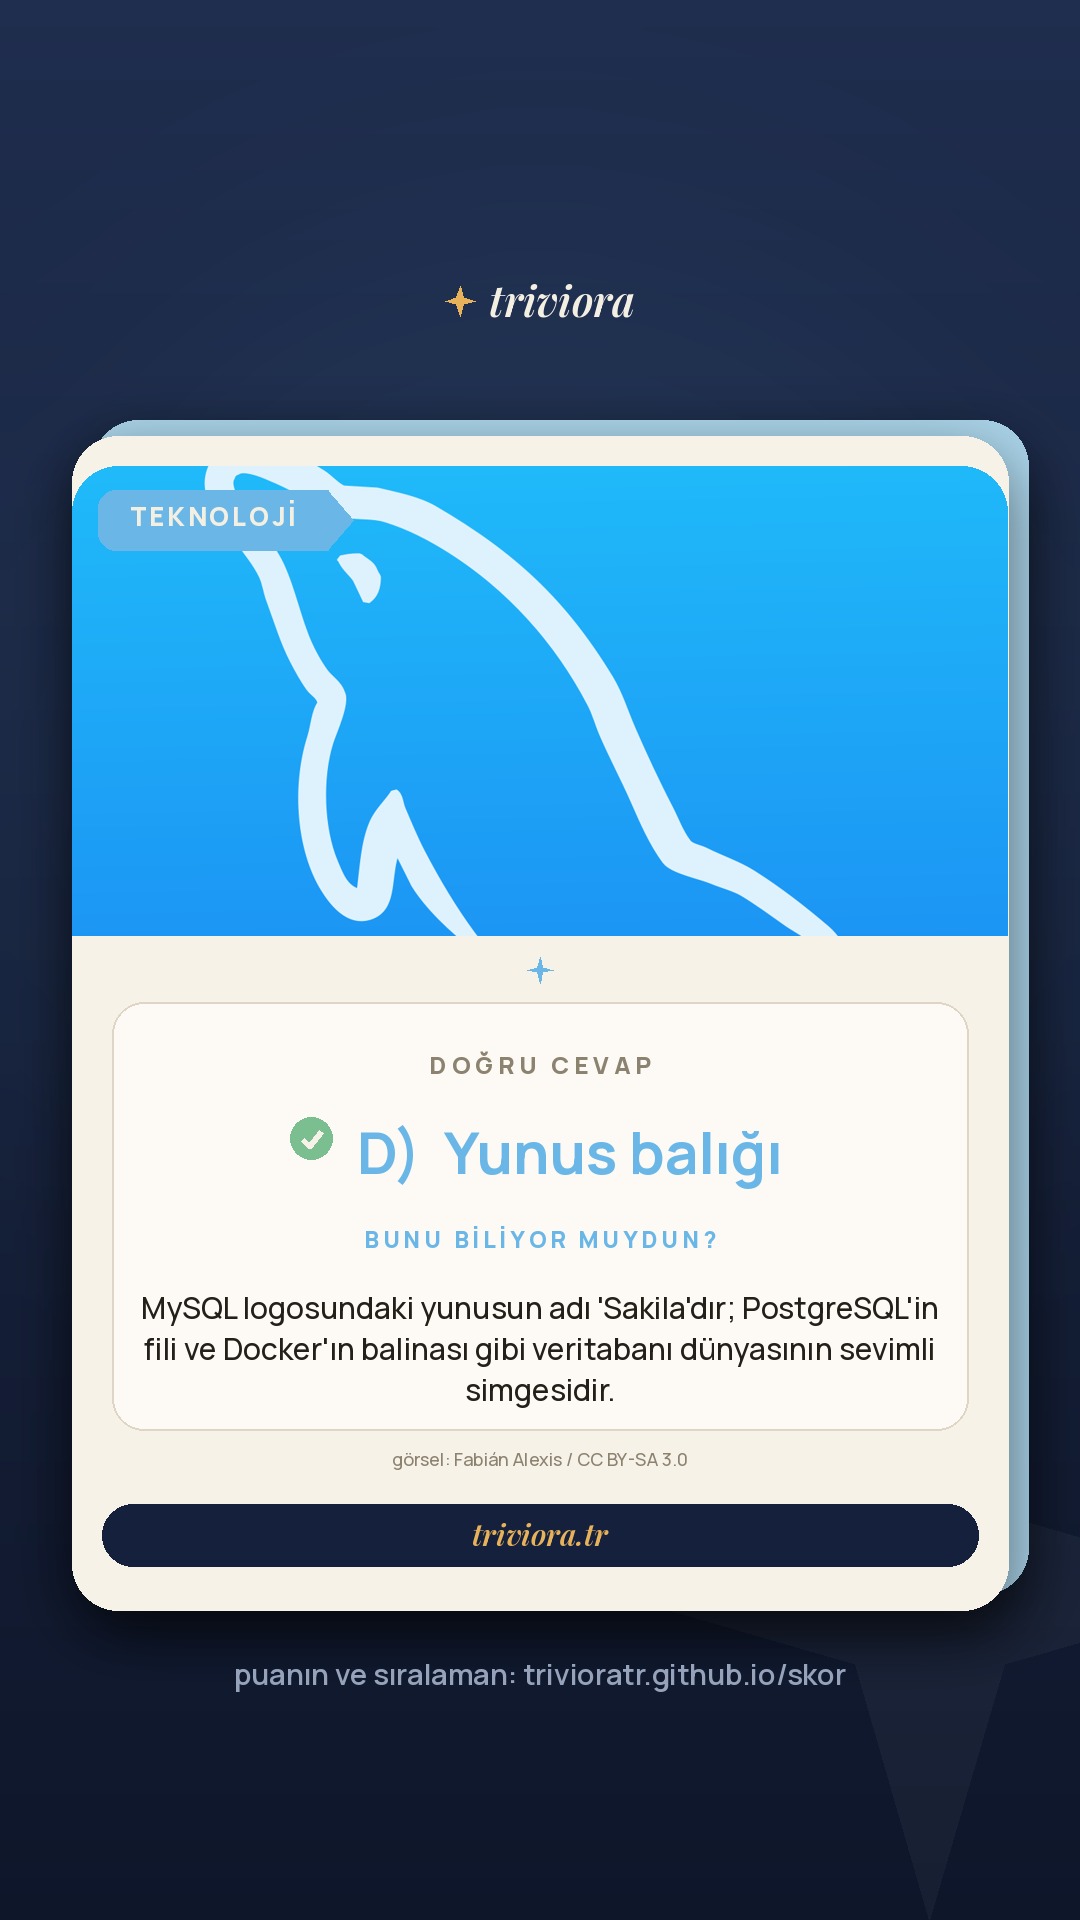 triviora
TEKNOLOJİ
DOĞRU CEVAP
D) Yunus balığı
BUNU BİLİYOR MUYDUN?
MySQL logosundaki yunusun adı 'Sakila'dır; PostgreSQL'in
fili ve Docker'ın balinası gibi veritabanı dünyasının sevimli
simgesidir.
görsel: Fabián Alexis / CC BY-SA 3.0
triviora.tr
puanın ve sıralaman: trivioratr.github.io/skor